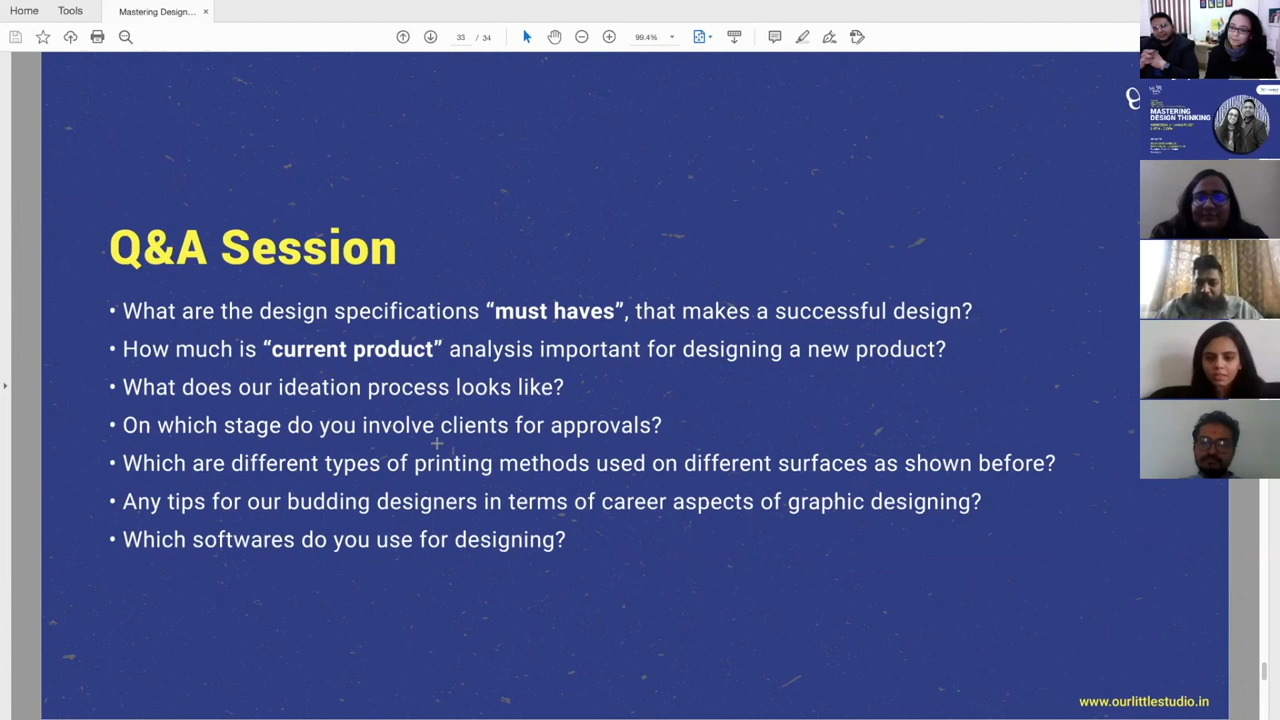 Home
Tools
Mastering Design...
33 / 34
99.4%
MASTERING
DESIGN THINKING
Q&A Session
• What are the design specifications “must haves”, that makes a successful design?
• How much is “current product” analysis important for designing a new product?
• What does our ideation process looks like?
• On which stage do you involve clients for approvals?
• Which are different types of printing methods used on different surfaces as shown before?
• Any tips for our budding designers in terms of career aspects of graphic designing?
• Which softwares do you use for designing?
www.ourlittlestudio.in